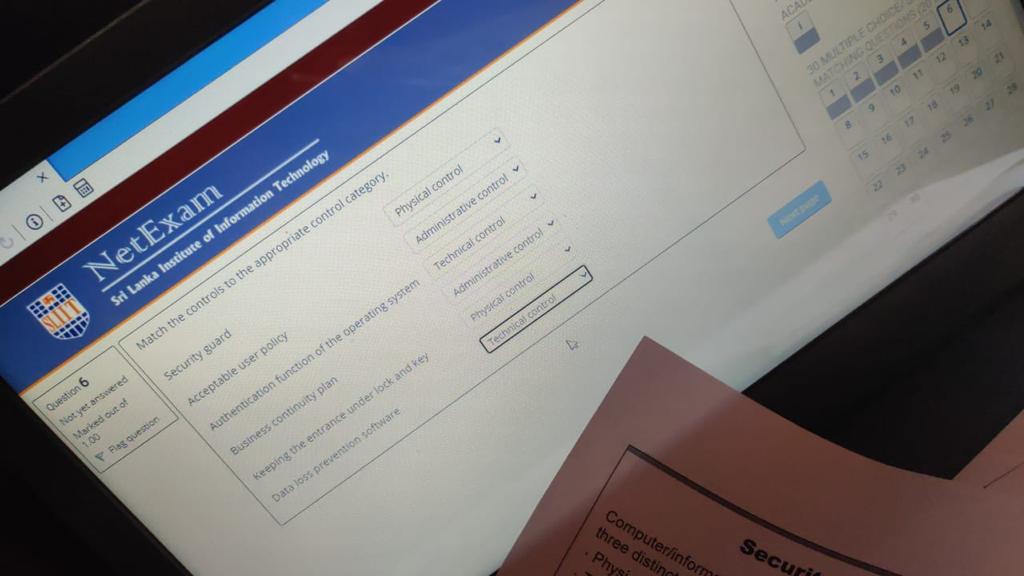 NetExam
Sri Lanka Institute of Information Technology
SLIIT
Question 6
Not yet answered
Marked out of
1.00
Flag question
Match the controls to the appropriate control category.
Security guard
Physical control
Acceptable user policy
Administrative control
Authentication function of the operating system
Technical control
Business continuity plan
Administrative control
Keeping the entrance under lock and key
Physical control
Data loss prevention software
Technical control
i
30 MULTIPLE CHOICE
MATCHING QUESTIONS
1 2 3 4 5 6
8 9 10 11 12 13 14
15 16 17 18 19 20 21
22 23 24 25 26 27 28
29 30
Next page
Computer/inform
three distinct